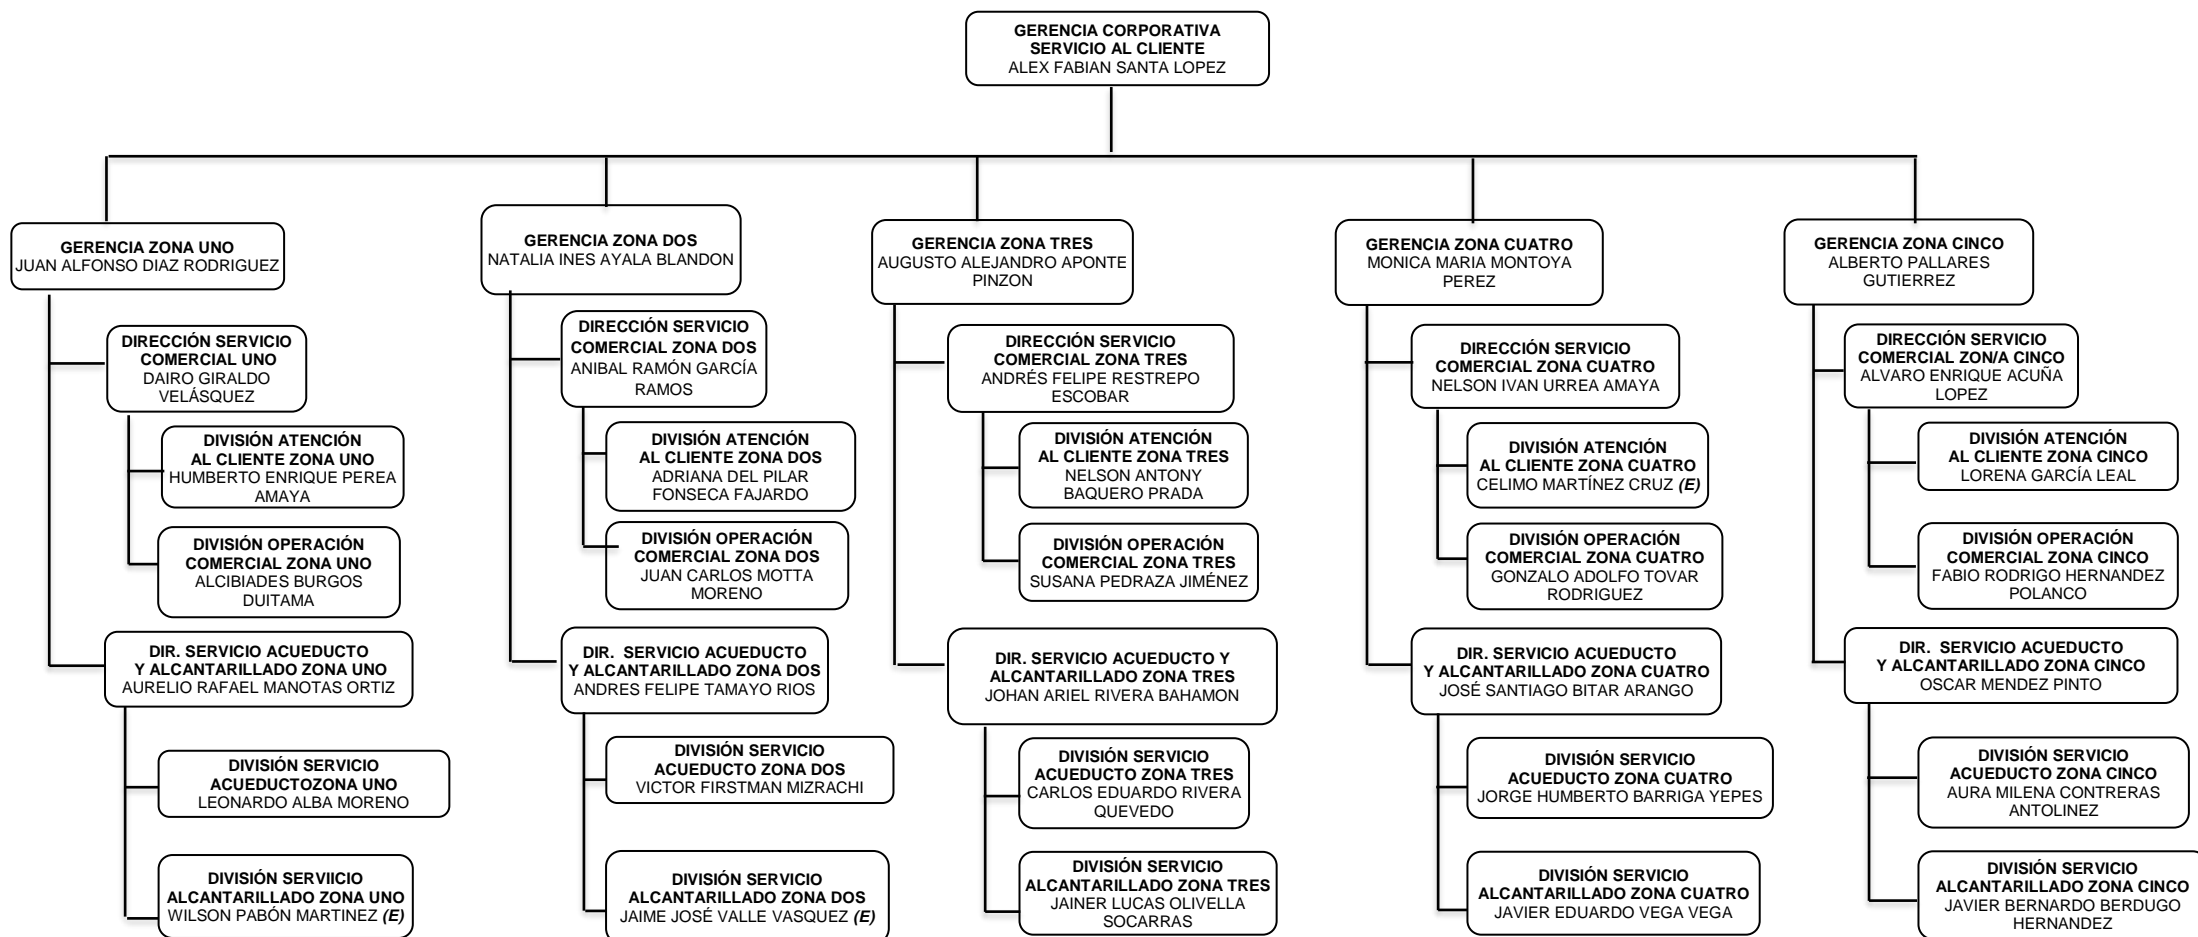 GERENCIA CORPORATIVA
SERVICIO AL CLIENTE
ALEX FABIAN SANTA LOPEZ
GERENCIA ZONA UNO
JUAN ALFONSO DIAZ RODRIGUEZ
DIRECCIÓN SERVICIO
COMERCIAL UNO
DAIRO GIRALDO
VELÁSQUEZ
DIVISIÓN ATENCIÓN
AL CLIENTE ZONA UNO
HUMBERTO ENRIQUE PEREA
AMAYA
DIVISIÓN OPERACIÓN
COMERCIAL ZONA UNO
ALCIBIADES BURGOS
DUITAMA
DIR. SERVICIO ACUEDUCTO
Y ALCANTARILLADO ZONA UNO
AURELIO RAFAEL MANOTAS ORTIZ
DIVISIÓN SERVICIO
ACUEDUCTOZONA UNO
LEONARDO ALBA MORENO
DIVISIÓN SERVIICIO
ALCANTARILLADO ZONA UNO
WILSON PABÓN MARTINEZ (E)
GERENCIA ZONA DOS
NATALIA INES AYALA BLANDON
DIRECCIÓN SERVICIO
COMERCIAL ZONA DOS
ANIBAL RAMÓN GARCÍA
RAMOS
DIVISIÓN ATENCIÓN
AL CLIENTE ZONA DOS
ADRIANA DEL PILAR
FONSECA FAJARDO
DIVISIÓN OPERACIÓN
COMERCIAL ZONA DOS
JUAN CARLOS MOTTA
MORENO
DIR. SERVICIO ACUEDUCTO
Y ALCANTARILLADO ZONA DOS
ANDRES FELIPE TAMAYO RIOS
DIVISIÓN SERVICIO
ACUEDUCTO ZONA DOS
VICTOR FIRSTMAN MIZRACHI
DIVISIÓN SERVICIO
ALCANTARILLADO ZONA DOS
JAIME JOSÉ VALLE VASQUEZ (E)
GERENCIA ZONA TRES
AUGUSTO ALEJANDRO APONTE
PINZON
DIRECCIÓN SERVICIO
COMERCIAL ZONA TRES
ANDRÉS FELIPE RESTREPO
ESCOBAR
DIVISIÓN ATENCIÓN
AL CLIENTE ZONA TRES
NELSON ANTONY
BAQUERO PRADA
DIVISIÓN OPERACIÓN
COMERCIAL ZONA TRES
SUSANA PEDRAZA JIMÉNEZ
DIR. SERVICIO ACUEDUCTO Y
ALCANTARILLADO ZONA TRES
JOHAN ARIEL RIVERA BAHAMON
DIVISIÓN SERVICIO
ACUEDUCTO ZONA TRES
CARLOS EDUARDO RIVERA
QUEVEDO
DIVISIÓN SERVICIO
ALCANTARILLADO ZONA TRES
JAINER LUCAS OLIVELLA
SOCARRAS
GERENCIA ZONA CUATRO
MONICA MARIA MONTOYA
PEREZ
DIRECCIÓN SERVICIO
COMERCIAL ZONA CUATRO
NELSON IVAN URREA AMAYA
DIVISIÓN ATENCIÓN
AL CLIENTE ZONA CUATRO
CELIMO MARTÍNEZ CRUZ (E)
DIVISIÓN OPERACIÓN
COMERCIAL ZONA CUATRO
GONZALO ADOLFO TOVAR
RODRIGUEZ
DIR. SERVICIO ACUEDUCTO
Y ALCANTARILLADO ZONA CUATRO
JOSÉ SANTIAGO BITAR ARANGO
DIVISIÓN SERVICIO
ACUEDUCTO ZONA CUATRO
JORGE HUMBERTO BARRIGA YEPES
DIVISIÓN SERVICIO
ALCANTARILLADO ZONA CUATRO
JAVIER EDUARDO VEGA VEGA
GERENCIA ZONA CINCO
ALBERTO PALLARES
GUTIERREZ
DIRECCIÓN SERVICIO
COMERCIAL ZON/A CINCO
ALVARO ENRIQUE ACUÑA
LOPEZ
DIVISIÓN ATENCIÓN
AL CLIENTE ZONA CINCO
LORENA GARCÍA LEAL
DIVISIÓN OPERACIÓN
COMERCIAL ZONA CINCO
FABIO RODRIGO HERNANDEZ
POLANCO
DIR. SERVICIO ACUEDUCTO
Y ALCANTARILLADO ZONA CINCO
OSCAR MENDEZ PINTO
DIVISIÓN SERVICIO
ACUEDUCTO ZONA CINCO
AURA MILENA CONTRERAS
ANTOLINEZ
DIVISIÓN SERVICIO
ALCANTARILLADO ZONA CINCO
JAVIER BERNARDO BERDUGO
HERNANDEZ